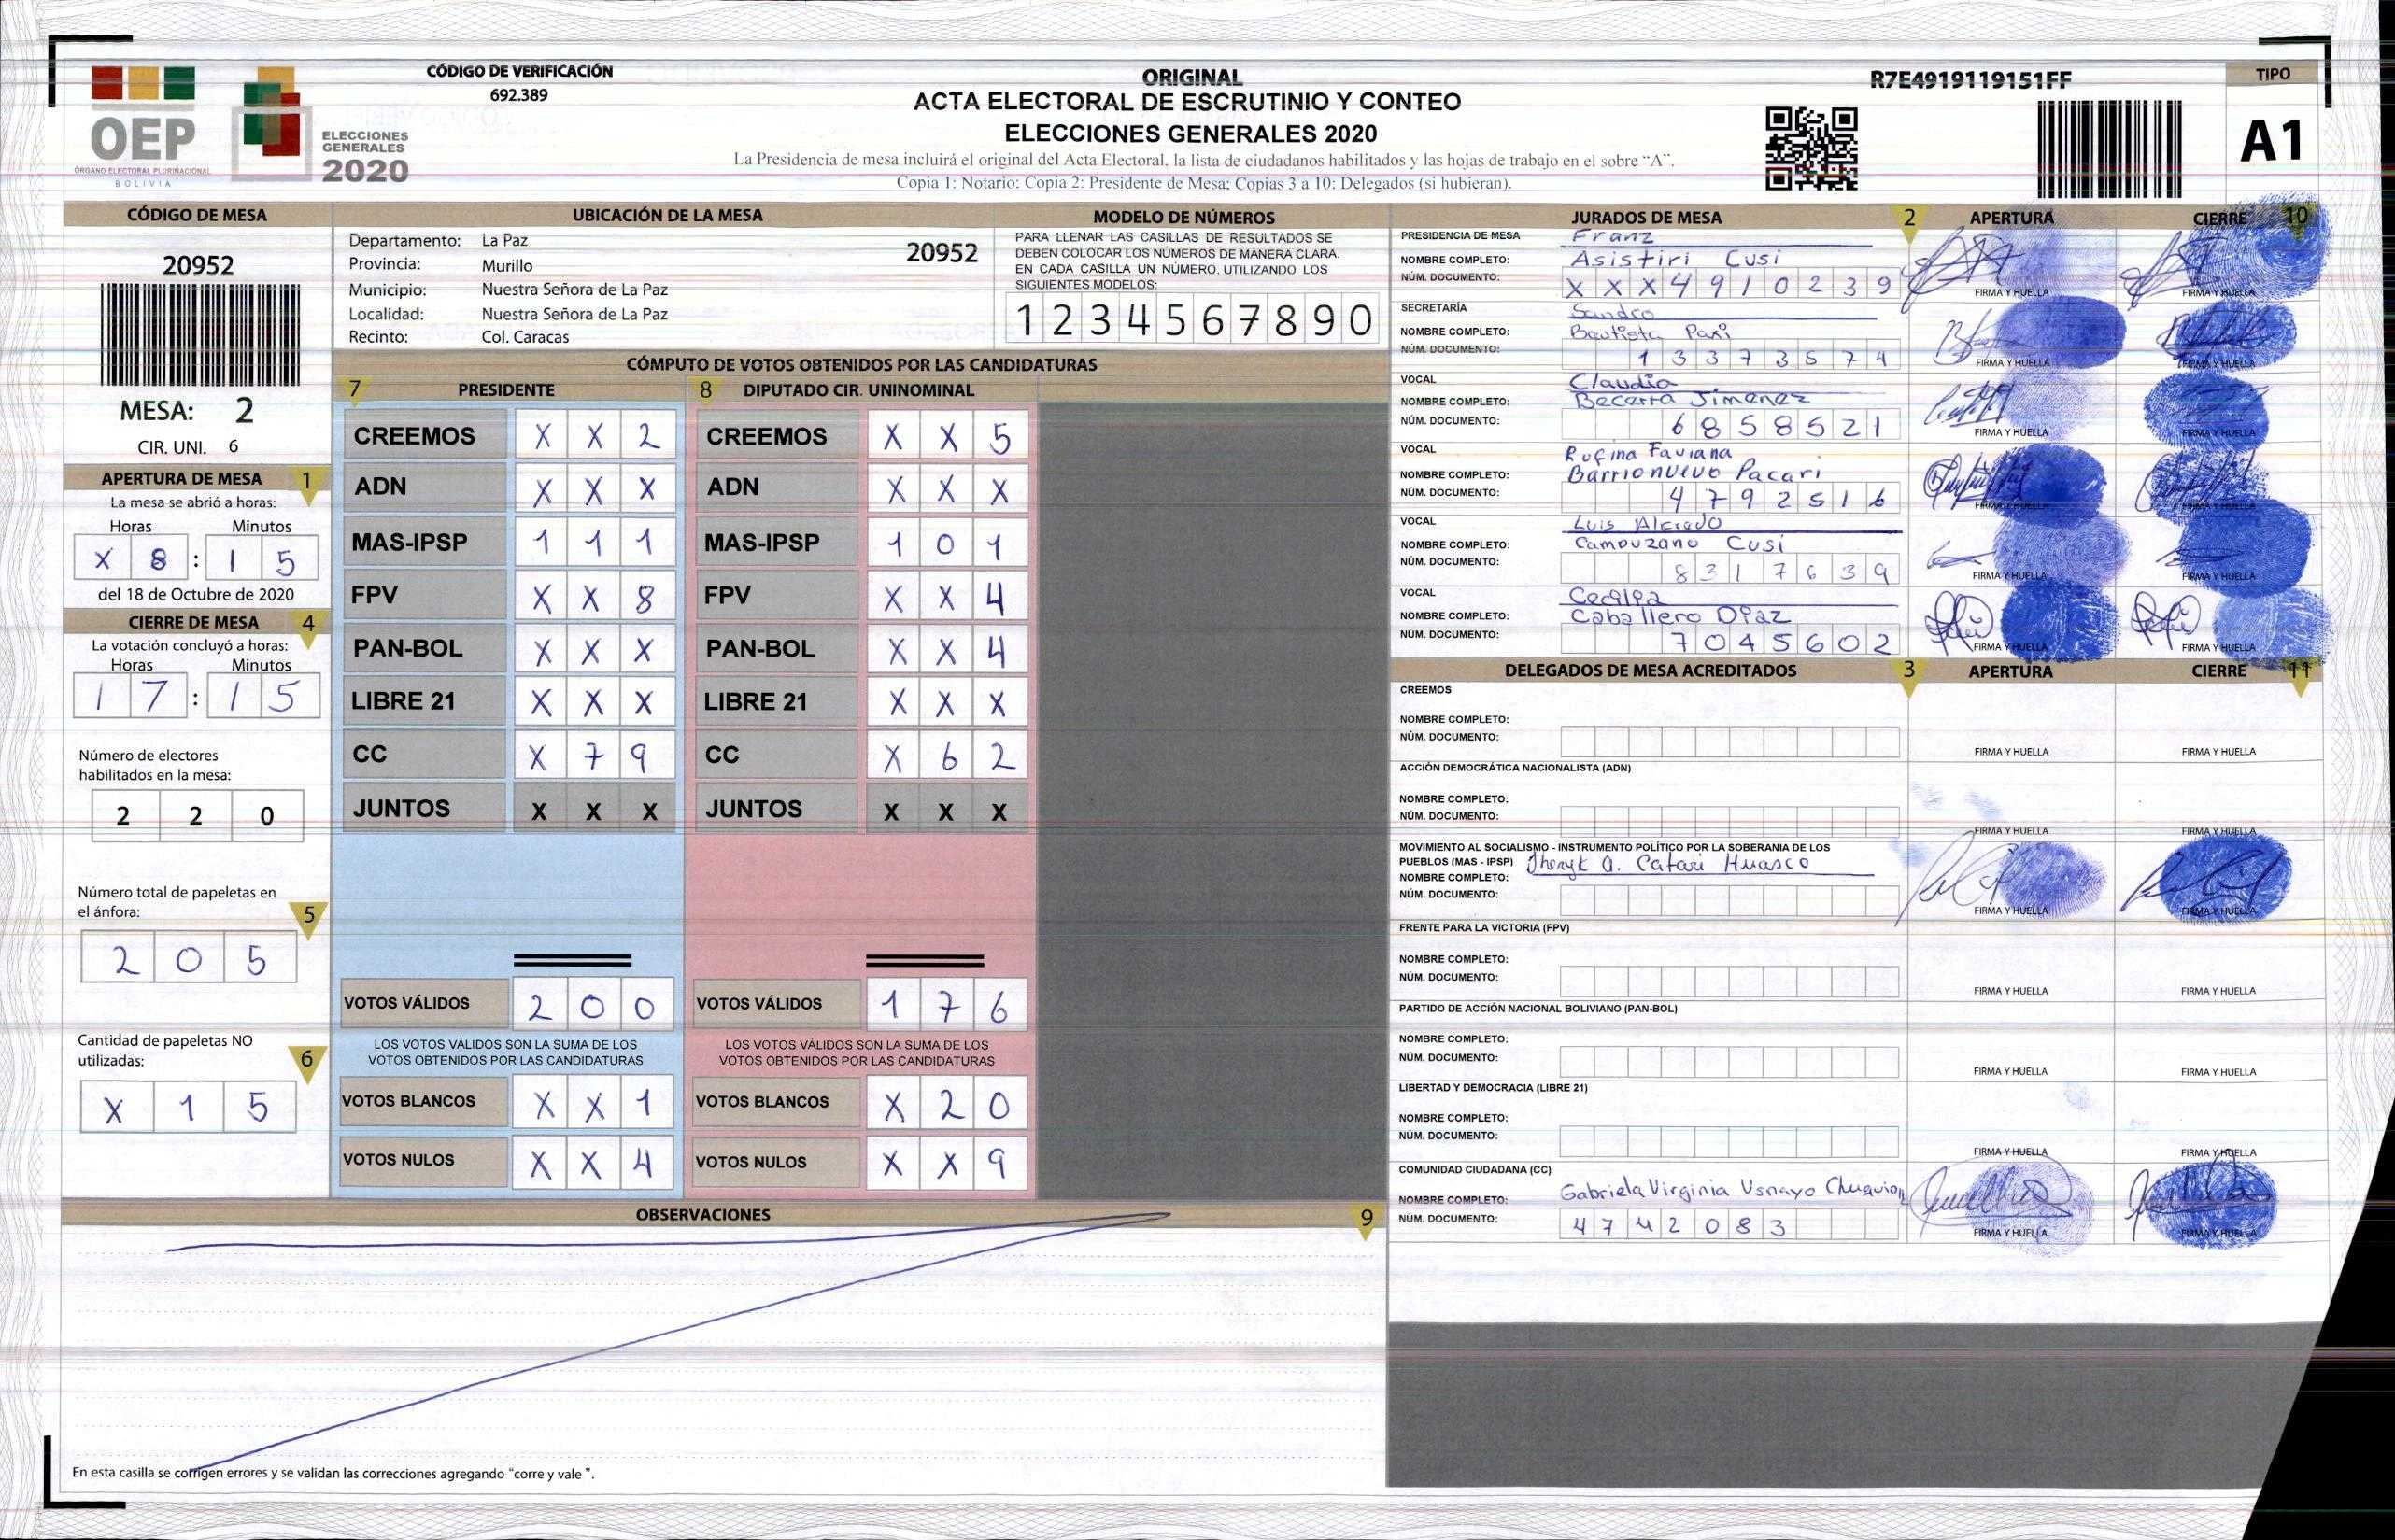 CÓDIGO DE VERIFICACIÓN
692.389
ORIGINAL
ACTA ELECTORAL DE ESCRUTINIO Y CONTEO
ELECCIONES GENERALES 2020
La Presidencia de mesa incluirá el original del Acta Electoral, la lista de ciudadanos habilitados y las hojas de trabajo en el sobre “A”.
Copia 1: Notario; Copia 2: Presidente de Mesa; Copias 3 a 10: Delegados (si hubieran).
R7E4919119151FF
TIPO
A1
OEP
ÓRGANO ELECTORAL PLURINACIONAL
BOLIVIA
ELECCIONES
GENERALES
2020
CÓDIGO DE MESA
20952
MESA: 2
CIR. UNI. 6
UBICACIÓN DE LA MESA
Departamento: La Paz
20952
Provincia: Murillo
Municipio: Nuestra Señora de La Paz
Localidad: Nuestra Señora de La Paz
Recinto: Col. Caracas
MODELO DE NÚMEROS
PARA LLENAR LAS CASILLAS DE RESULTADOS SE
DEBEN COLOCAR LOS NÚMEROS DE MANERA CLARA.
EN CADA CASILLA UN NÚMERO, UTILIZANDO LOS
SIGUIENTES MODELOS:
1 2 3 4 5 6 7 8 9 0
APERTURA DE MESA 1
La mesa se abrió a horas:
Horas Minutos
X 8 : 1 5
del 18 de Octubre de 2020
CIERRE DE MESA 4
La votación concluyó a horas:
Horas Minutos
1 7 : 1 5
Número de electores
habilitados en la mesa:
2 2 0
Número total de papeletas en
el ánfora:
5
2 0 5
Cantidad de papeletas NO
utilizadas:
6
X 1 5
CÓMPUTO DE VOTOS OBTENIDOS POR LAS CANDIDATURAS
7 PRESIDENTE
CREEMOS X X 2
ADN X X X
MAS-IPSP 1 1 1
FPV X X 8
PAN-BOL X X X
LIBRE 21 X X X
CC X 7 9
JUNTOS X X X
VOTOS VÁLIDOS 2 0 0
LOS VOTOS VÁLIDOS SON LA SUMA DE LOS
VOTOS OBTENIDOS POR LAS CANDIDATURAS
VOTOS BLANCOS X X 1
VOTOS NULOS X X 4
8 DIPUTADO CIR. UNINOMINAL
CREEMOS X X 5
ADN X X X
MAS-IPSP 1 0 1
FPV X X 4
PAN-BOL X X 4
LIBRE 21 X X X
CC X 6 2
JUNTOS X X X
VOTOS VÁLIDOS 1 7 6
LOS VOTOS VÁLIDOS SON LA SUMA DE LOS
VOTOS OBTENIDOS POR LAS CANDIDATURAS
VOTOS BLANCOS X 2 0
VOTOS NULOS X X 9
OBSERVACIONES 9
En esta casilla se corrigen errores y se validan las correcciones agregando “corre y vale ”.
JURADOS DE MESA 2 APERTURA CIERRE 10
PRESIDENCIA DE MESA Franz
NOMBRE COMPLETO: Asistiri Cusi
NÚM. DOCUMENTO: X X X 4 9 1 0 2 3 9
FIRMA Y HUELLA FIRMA Y HUELLA
SECRETARÍA Sandro
NOMBRE COMPLETO: Bautista Paxi
NÚM. DOCUMENTO: 1 3 3 7 3 5 7 4
FIRMA Y HUELLA FIRMA Y HUELLA
VOCAL Claudia
NOMBRE COMPLETO: Becerra Jimenez
NÚM. DOCUMENTO: 6 8 5 8 5 2 1
FIRMA Y HUELLA FIRMA Y HUELLA
VOCAL Rufina Faviana
NOMBRE COMPLETO: Barrionuevo Pacari
NÚM. DOCUMENTO: 4 7 9 2 5 1 6
FIRMA Y HUELLA FIRMA Y HUELLA
VOCAL Luis
NOMBRE COMPLETO: Campuzano Cusi
NÚM. DOCUMENTO: 8 3 1 7 6 3 9
FIRMA Y HUELLA FIRMA Y HUELLA
VOCAL Cecilia
NOMBRE COMPLETO: Caballero Diaz
NÚM. DOCUMENTO: 7 0 4 5 6 0 2
FIRMA Y HUELLA FIRMA Y HUELLA
DELEGADOS DE MESA ACREDITADOS 3 APERTURA CIERRE 11
CREEMOS
NOMBRE COMPLETO:
NÚM. DOCUMENTO:
FIRMA Y HUELLA FIRMA Y HUELLA
ACCIÓN DEMOCRÁTICA NACIONALISTA (ADN)
NOMBRE COMPLETO:
NÚM. DOCUMENTO:
FIRMA Y HUELLA FIRMA Y HUELLA
MOVIMIENTO AL SOCIALISMO - INSTRUMENTO POLÍTICO POR LA SOBERANIA DE LOS
PUEBLOS (MAS - IPSP) A. Catari Huasco
NOMBRE COMPLETO:
NÚM. DOCUMENTO:
FIRMA Y HUELLA FIRMA Y HUELLA
FRENTE PARA LA VICTORIA (FPV)
NOMBRE COMPLETO:
NÚM. DOCUMENTO:
FIRMA Y HUELLA FIRMA Y HUELLA
PARTIDO DE ACCIÓN NACIONAL BOLIVIANO (PAN-BOL)
NOMBRE COMPLETO:
NÚM. DOCUMENTO:
FIRMA Y HUELLA FIRMA Y HUELLA
LIBERTAD Y DEMOCRACIA (LIBRE 21)
NOMBRE COMPLETO:
NÚM. DOCUMENTO:
FIRMA Y HUELLA FIRMA Y HUELLA
COMUNIDAD CIUDADANA (CC)
NOMBRE COMPLETO: Gabriela Virginia Usnayo
NÚM. DOCUMENTO: 4 7 4 2 0 8 3
FIRMA Y HUELLA FIRMA Y HUELLA